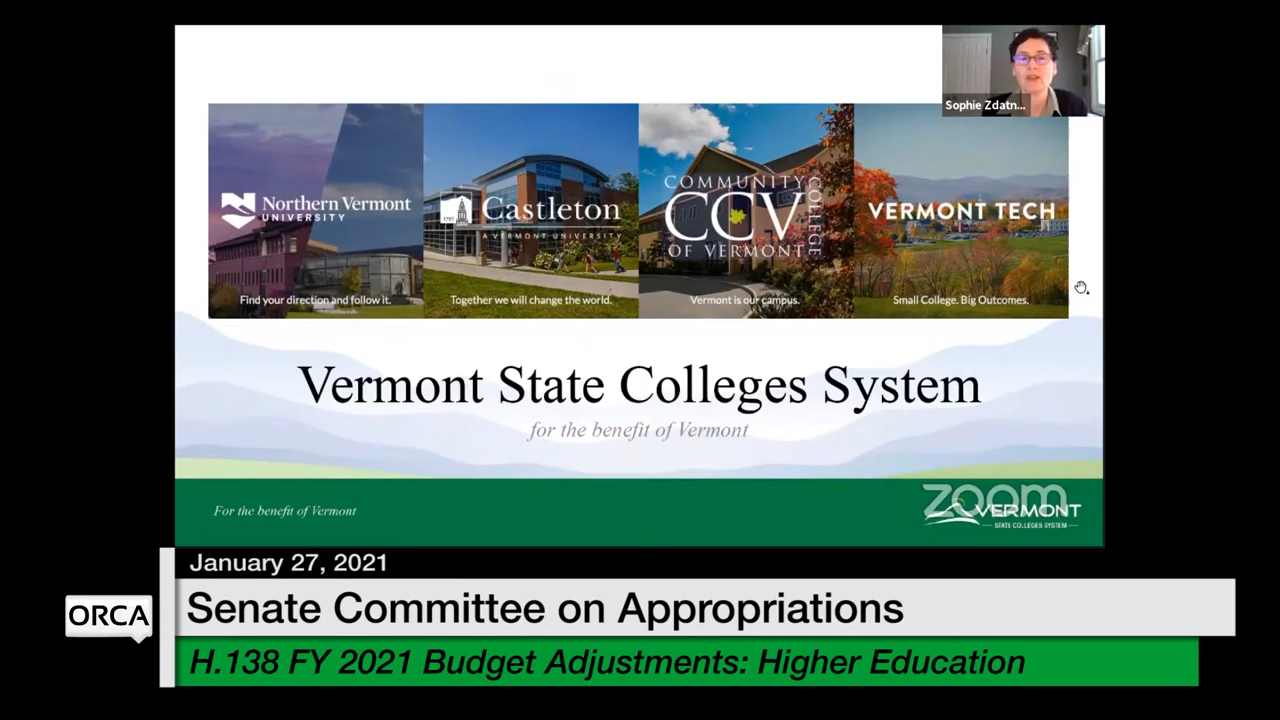 Sophie Zdatn...
Northern Vermont
UNIVERSITY
Find your direction and follow it.
1787
Castleton
A VERMONT UNIVERSITY
Together we will change the world.
COMMUNITY
CCV
COLLEGE
OF VERMONT
Vermont is our campus.
VERMONT TECH
Small College. Big Outcomes.
Vermont State Colleges System
for the benefit of Vermont
For the benefit of Vermont
zoom
VERMONT
STATE COLLEGES SYSTEM
January 27, 2021
ORCA
Senate Committee on Appropriations
H.138 FY 2021 Budget Adjustments: Higher Education